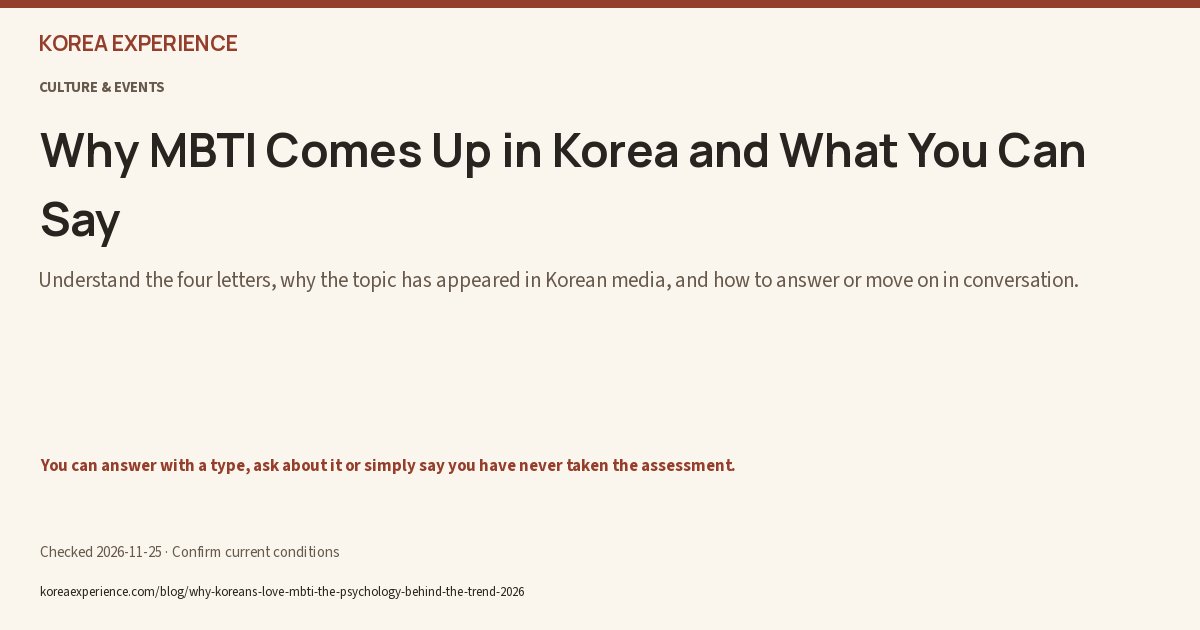 KOREA EXPERIENCE
CULTURE & EVENTS
Why MBTI Comes Up in Korea and What You Can
Say
Understand the four letters, why the topic has appeared in Korean media, and how to answer or move on in conversation.
You can answer with a type, ask about it or simply say you have never taken the assessment.
Checked 2026-11-25 · Confirm current conditions
koreaexperience.com/blog/why-koreans-love-mbti-the-psychology-behind-the-trend-2026